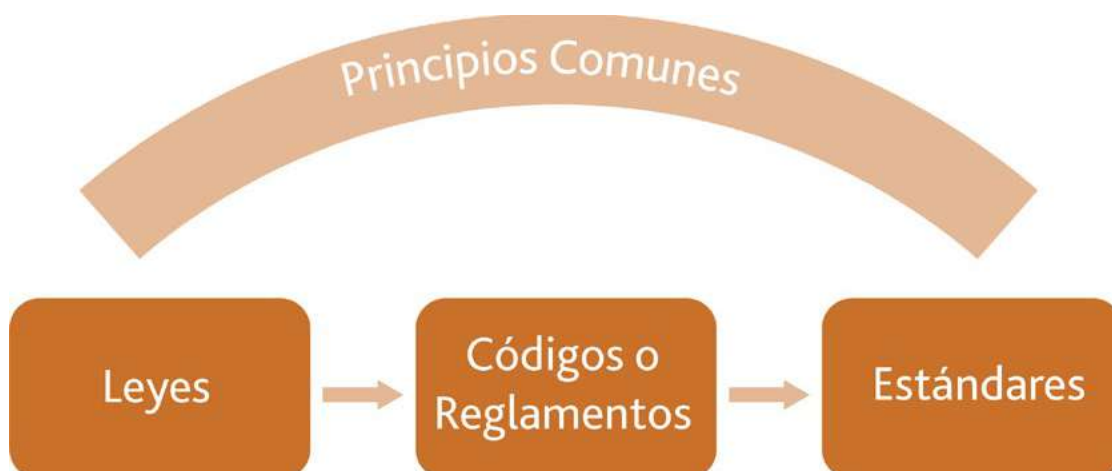 Principios Comunes
Leyes
Códigos o
Reglamentos
Estándares